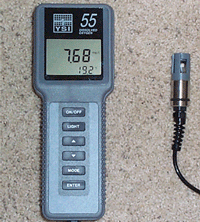 YSI
55
DISSOLVED
OXYGEN
7.68
19.2
ON/OFF
LIGHT
▲
▼
MODE
ENTER